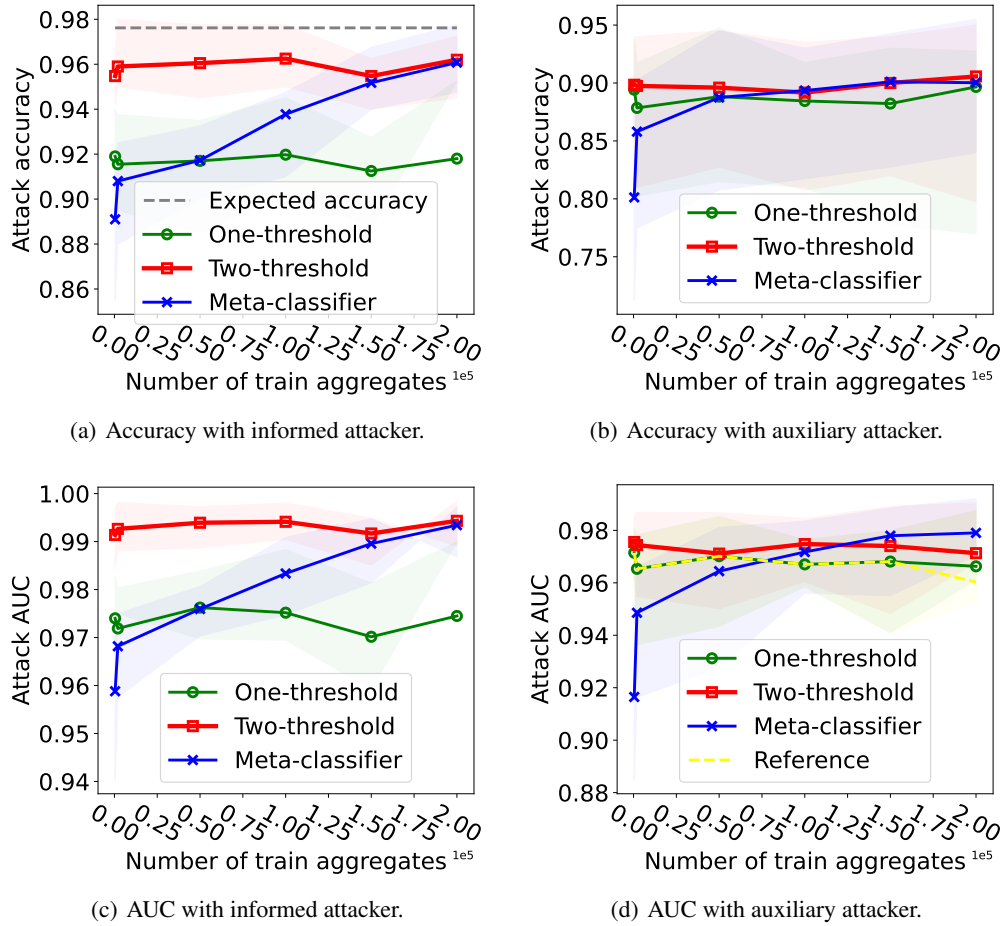 0.98
0.96
0.94
0.92
0.90
0.88
0.86
Attack accuracy
Expected accuracy
One-threshold
Two-threshold
Meta-classifier
0.00
0.25
0.50
0.75
1.00
1.25
1.50
1.75
2.00
Number of train aggregates 1e5
(a) Accuracy with informed attacker.
0.95
0.90
0.85
0.80
0.75
Attack accuracy
One-threshold
Two-threshold
Meta-classifier
0.00
0.25
0.50
0.75
1.00
1.25
1.50
1.75
2.00
Number of train aggregates 1e5
(b) Accuracy with auxiliary attacker.
1.00
0.99
0.98
0.97
0.96
0.95
0.94
Attack AUC
One-threshold
Two-threshold
Meta-classifier
0.00
0.25
0.50
0.75
1.00
1.25
1.50
1.75
2.00
Number of train aggregates 1e5
(c) AUC with informed attacker.
0.98
0.96
0.94
0.92
0.90
0.88
Attack AUC
One-threshold
Two-threshold
Meta-classifier
Reference
0.00
0.25
0.50
0.75
1.00
1.25
1.50
1.75
2.00
Number of train aggregates 1e5
(d) AUC with auxiliary attacker.